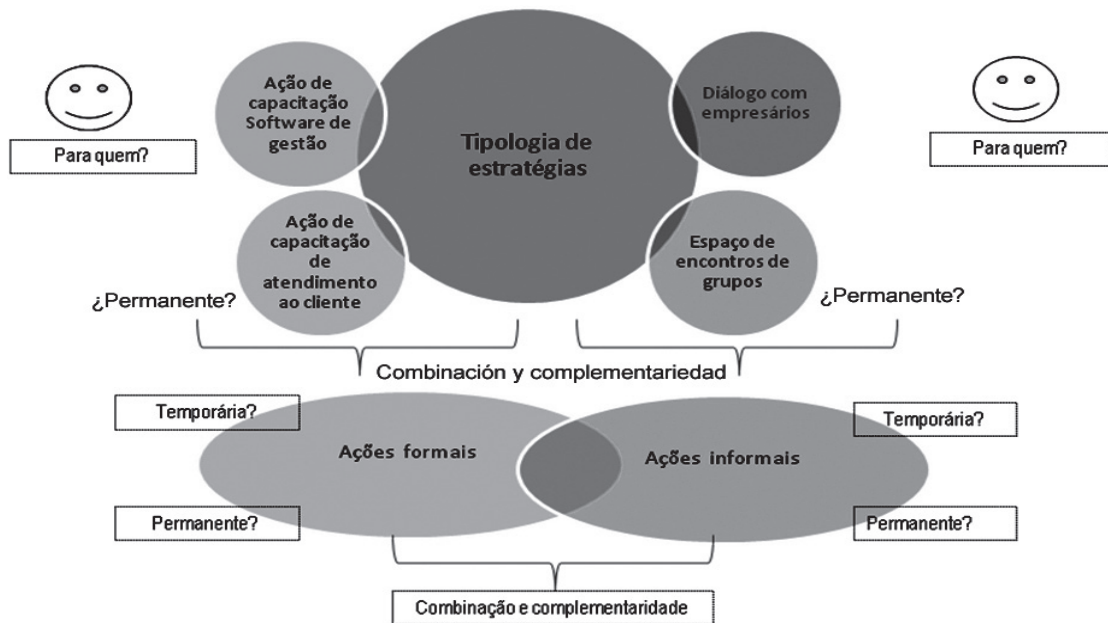 Ação de
capacitação
Software de
gestão
Diálogo com
empresários
Tipologia de
estratégias
Para quem?
Para quem?
Ação de
capacitação
de
atendimento
ao cliente
Espaço de
encontros de
grupos
¿Permanente?
¿Permanente?
Combinación y complementariedad
Temporária?
Temporária?
Ações formais
Ações informais
Permanente?
Permanente?
Combinação e complementaridade